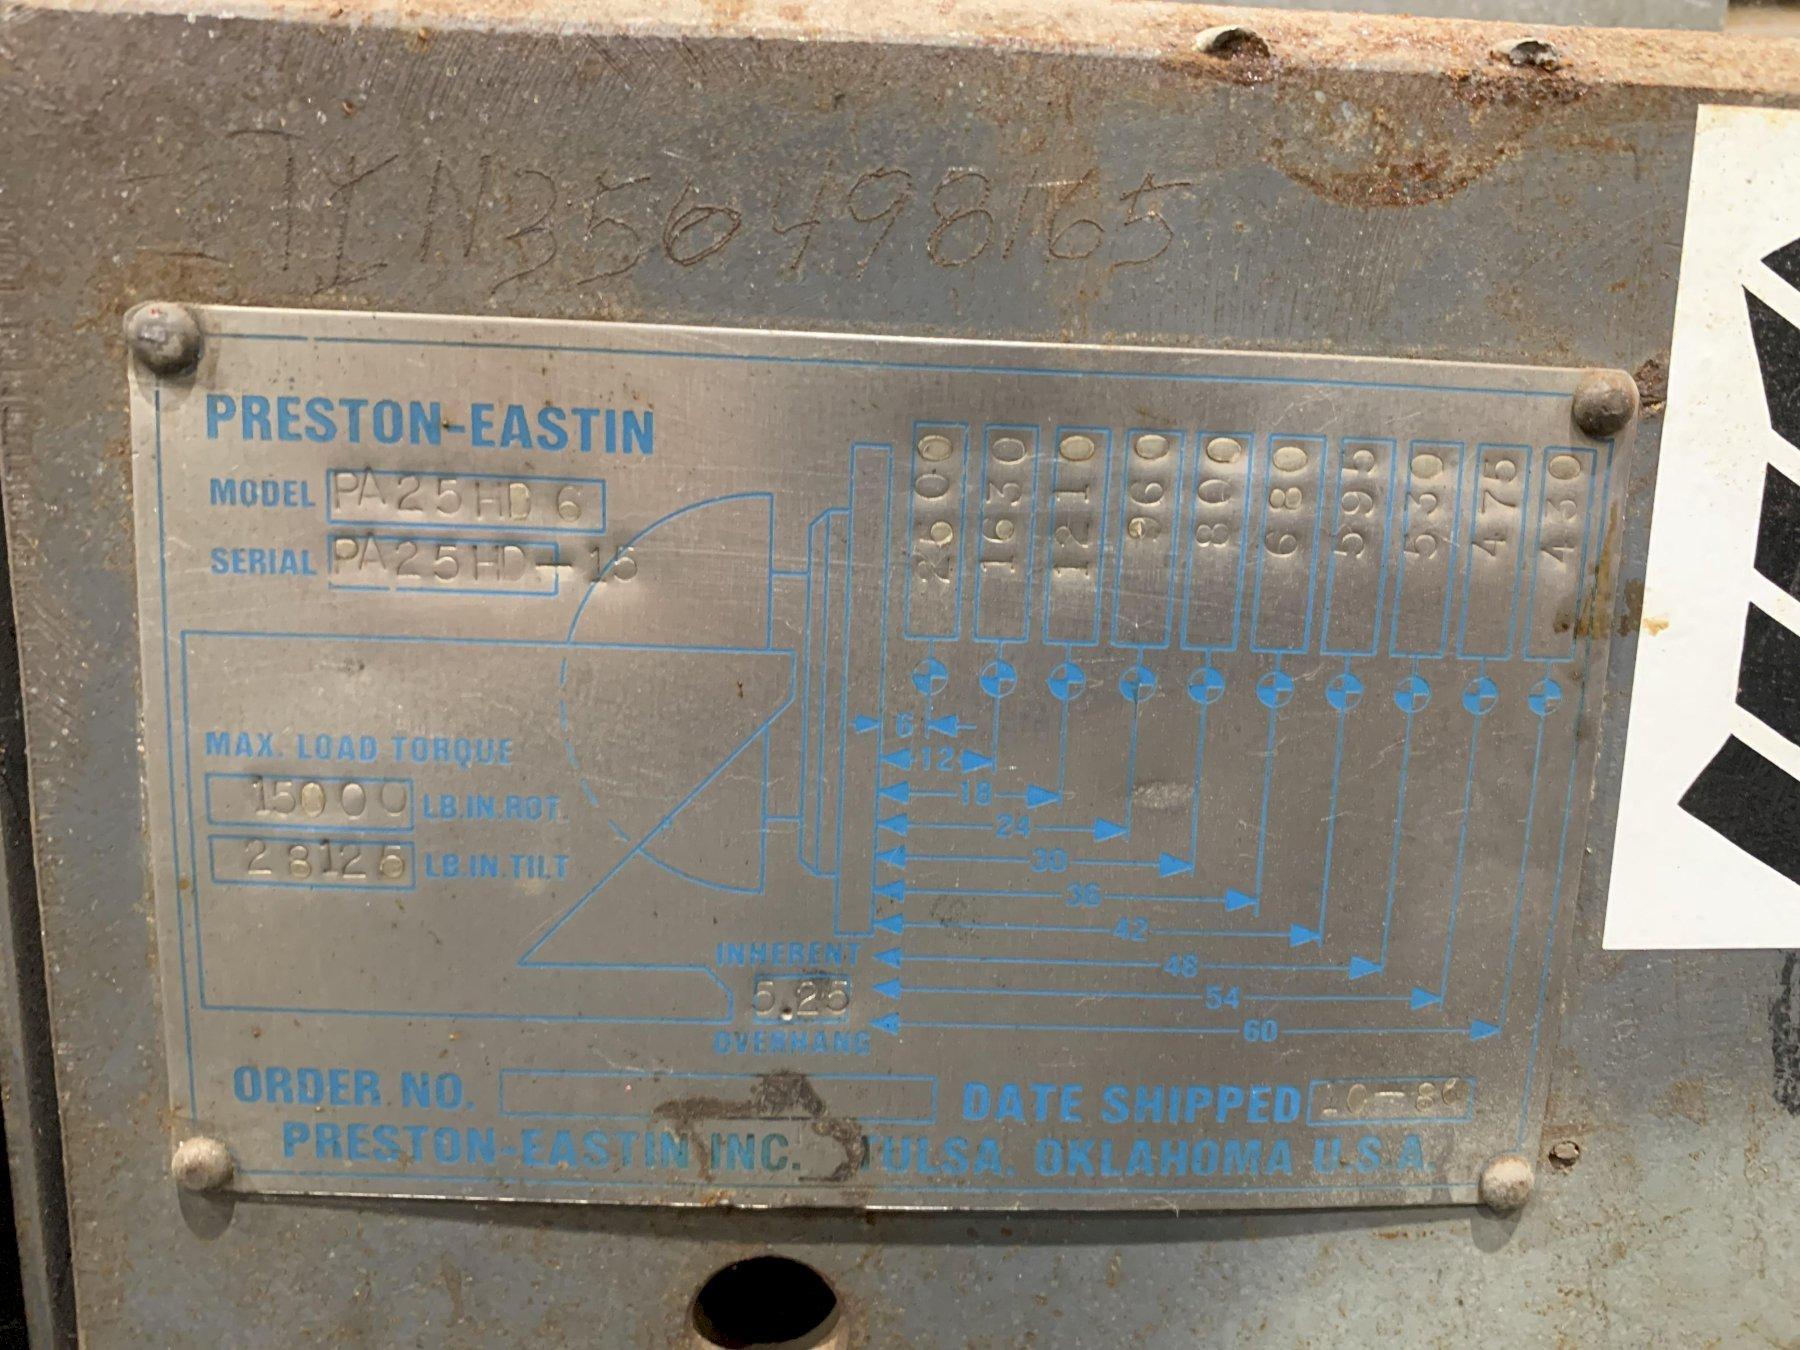 TIN356498165
PRESTON-EASTIN
MODEL PA25HD6
SERIAL PA25HD-15
2500 1630 1210 960 800 680 595 530 475 430
6
12
18
24
30
36
42
48
54
60
MAX. LOAD TORQUE
15000 LB.IN.ROT.
28125 LB.IN.TILT
INHERENT
5.25
OVERHANG
ORDER NO. DATE SHIPPED 10-86
PRESTON-EASTIN INC. TULSA, OKLAHOMA U.S.A.